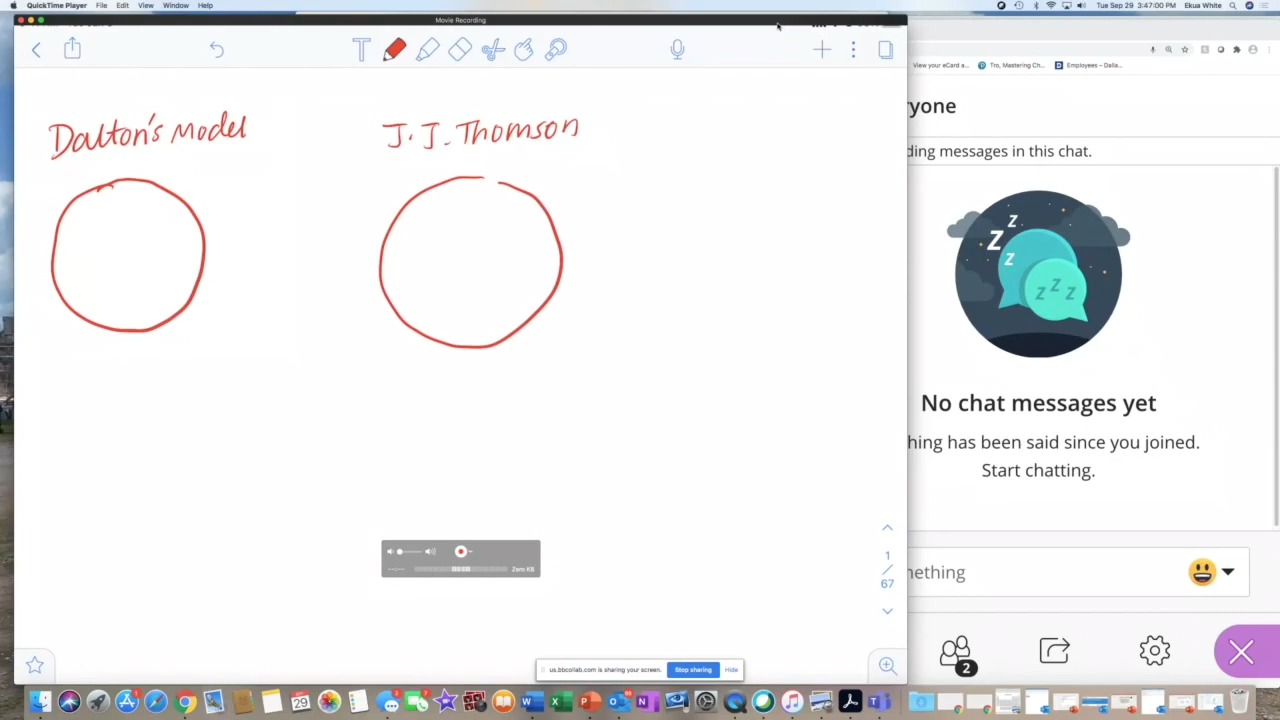 QuickTime Player File Edit View Window Help
Tue Sep 29 3:47:00 PM Ekua White
Movie Recording
View your eCard a... Tro, Mastering Ch... Employees – Dalla...
Dalton's Model
J. J. Thomson
ryone
ding messages in this chat.
z z z
z z z
No chat messages yet
hing has been said since you joined.
Start chatting.
1
/
67
--:-- Zero KB
nething
2
us.bbcollab.com is sharing your screen. Stop sharing Hide